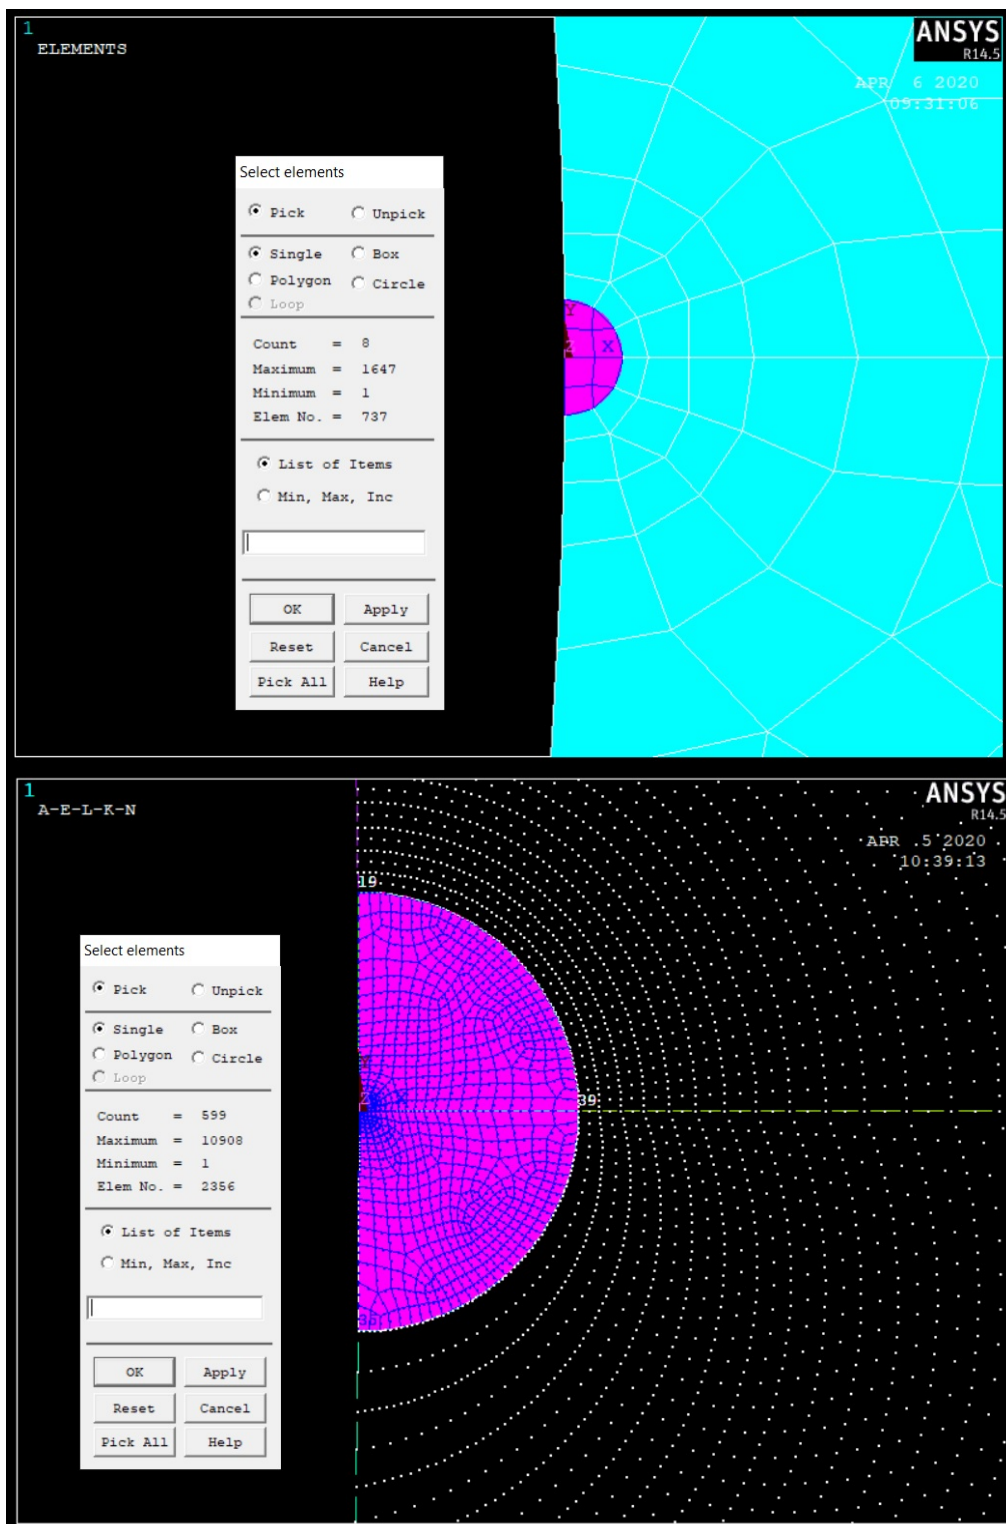 1
ELEMENTS
ANSYS
R14.5
APR 6 2020
09:31:06
Select elements
Pick Unpick
Single Box
Polygon Circle
Loop
Count = 8
Maximum = 1647
Minimum = 1
Elem No. = 737
List of Items
Min, Max, Inc
OK Apply
Reset Cancel
Pick All Help
Y
Z X
1
A-E-L-K-N
ANSYS
R14.5
APR 5 2020
10:39:13
19
Select elements
Pick Unpick
Single Box
Polygon Circle
Loop
Count = 599
Maximum = 10908
Minimum = 1
Elem No. = 2356
List of Items
Min, Max, Inc
OK Apply
Reset Cancel
Pick All Help
Y
Z X
39